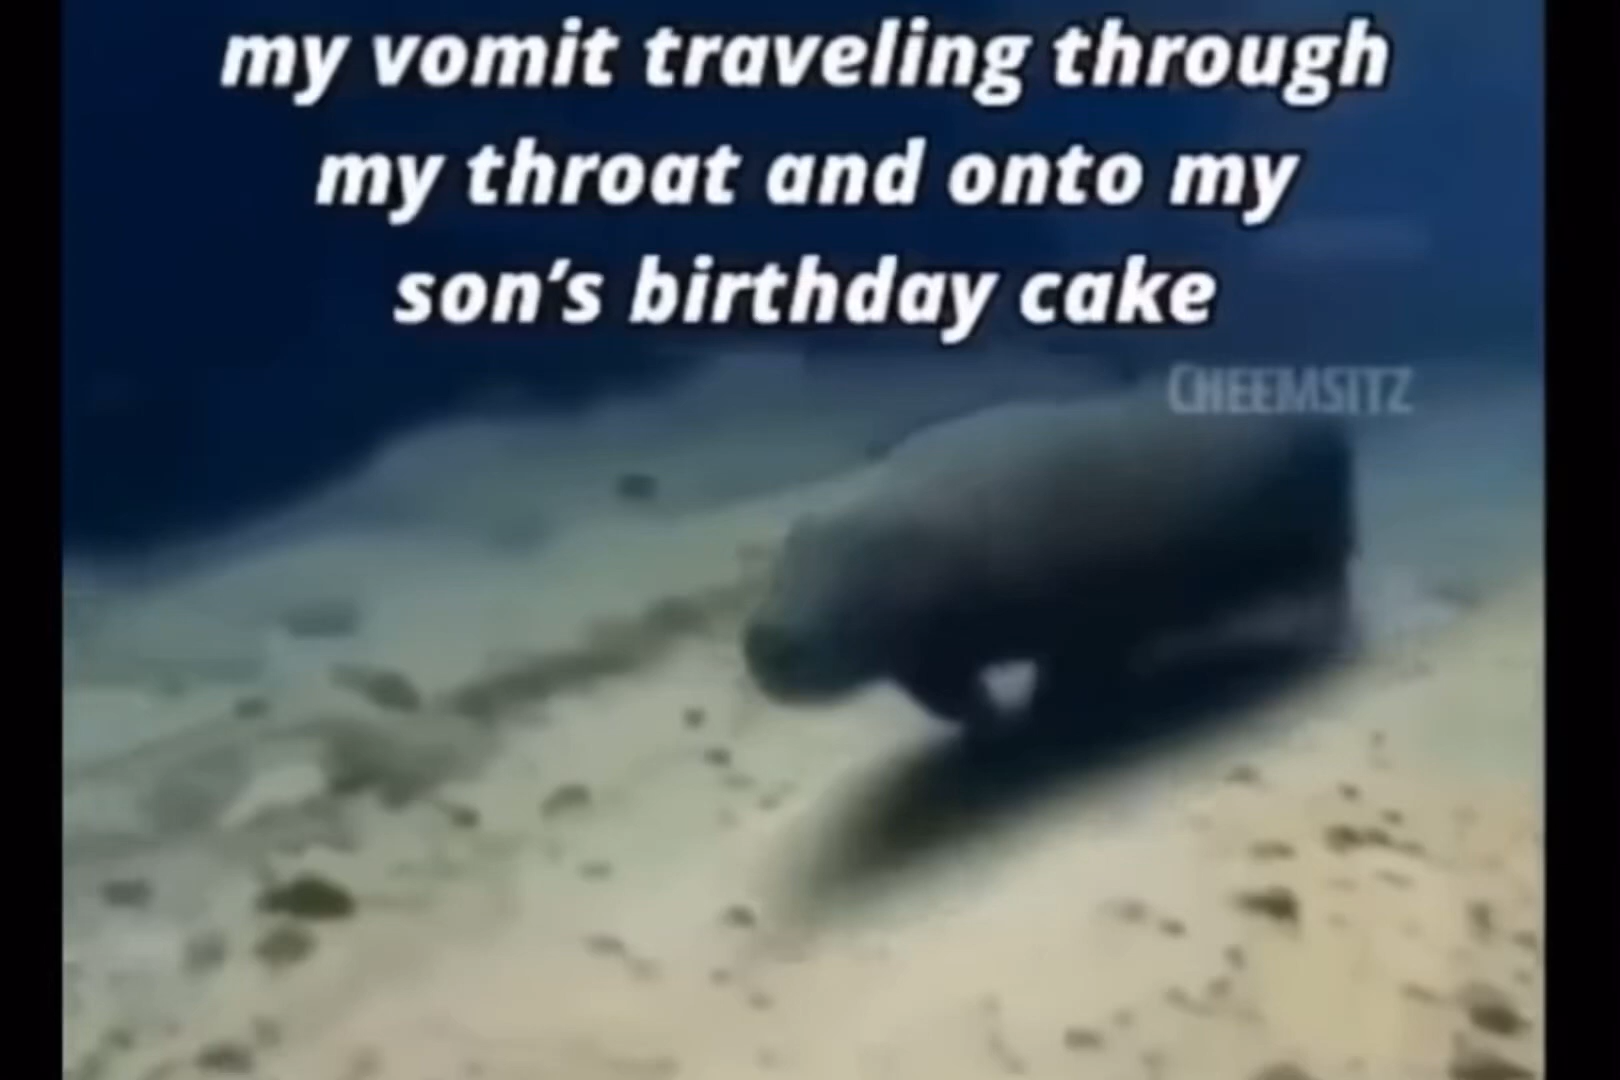 my vomit traveling through
my throat and onto my
son's birthday cake
CHEEMSITZ